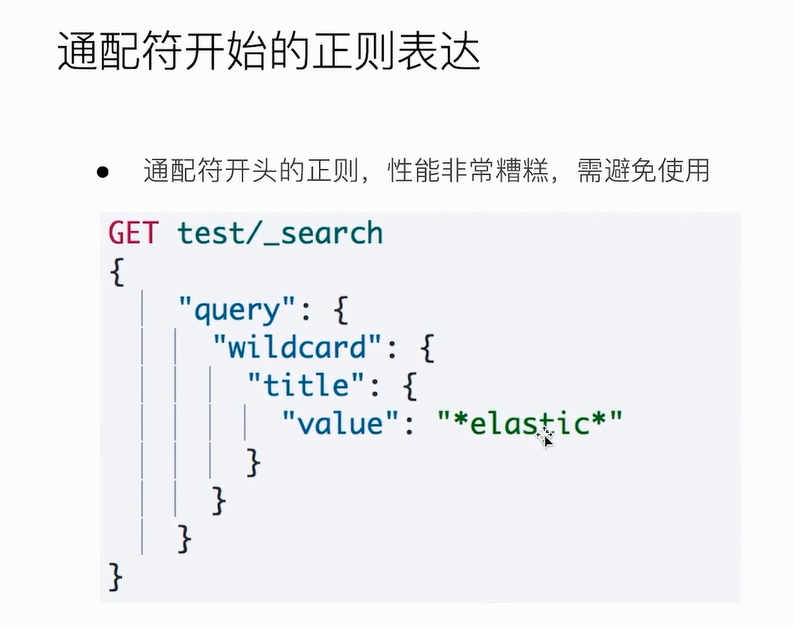 通配符开始的正则表达
● 通配符开头的正则，性能非常糟糕，需避免使用
GET test/_search
{
"query": {
"wildcard": {
"title": {
"value": "*elastic*"
}
}
}
}